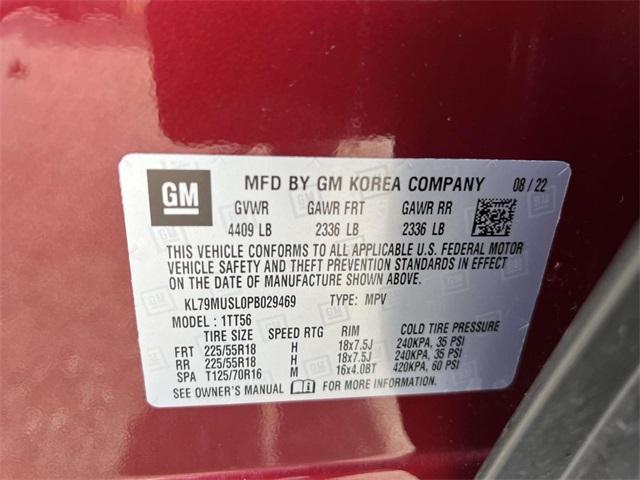 GM MFD BY GM KOREA COMPANY 08 / 22
GVWR GAWR FRT GAWR RR
4409 LB 2336 LB 2336 LB
THIS VEHICLE CONFORMS TO ALL APPLICABLE U.S. FEDERAL MOTOR
VEHICLE SAFETY AND THEFT PREVENTION STANDARDS IN EFFECT
ON THE DATE OF MANUFACTURE SHOWN ABOVE.
KL79MUSL0PB029469 TYPE: MPV
MODEL : 1TT56
TIRE SIZE SPEED RTG RIM COLD TIRE PRESSURE
FRT 225/55R18 H 18x7.5J 240KPA, 35 PSI
RR 225/55R18 H 18x7.5J 240KPA, 35 PSI
SPA T125/70R16 M 16x4.0BT 420KPA, 60 PSI
SEE OWNER'S MANUAL FOR MORE INFORMATION.